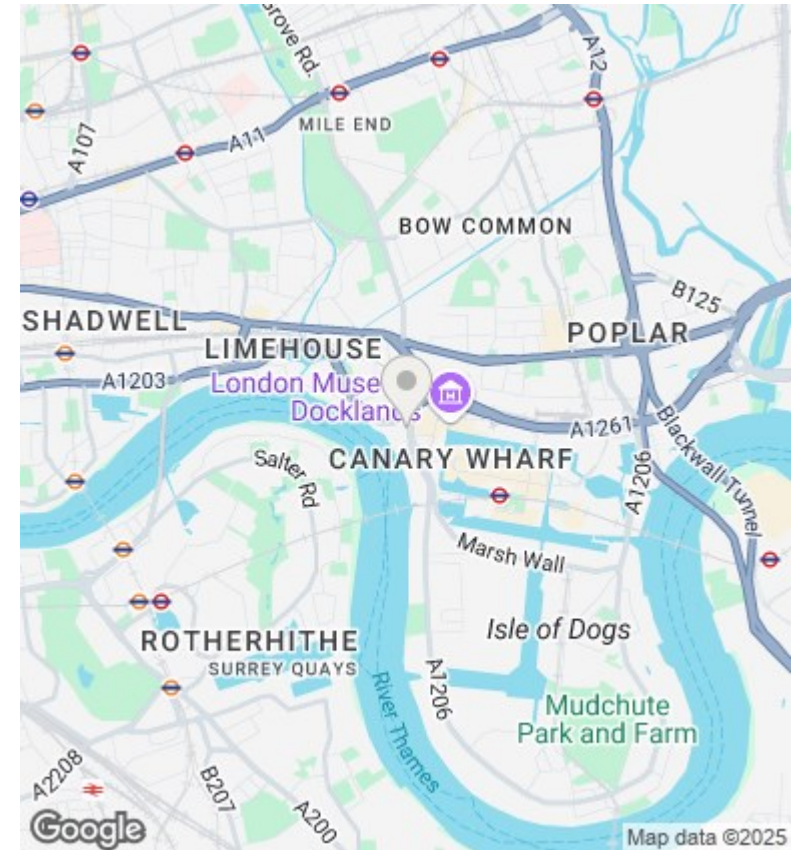 Grove Rd.
A12
MILE END
A11
A107
BOW COMMON
B125
SHADWELL
POPLAR
LIMEHOUSE
A1203
London Muse
Docklands
A1261
Blackwall Tunnel
CANARY WHARF
Salter Rd
A1206
Marsh Wall
Isle of Dogs
ROTHERHITHE
SURREY QUAYS
A1206
River Thames
Mudchute
Park and Farm
A2208
B207
A200
Google
Map data ©2025